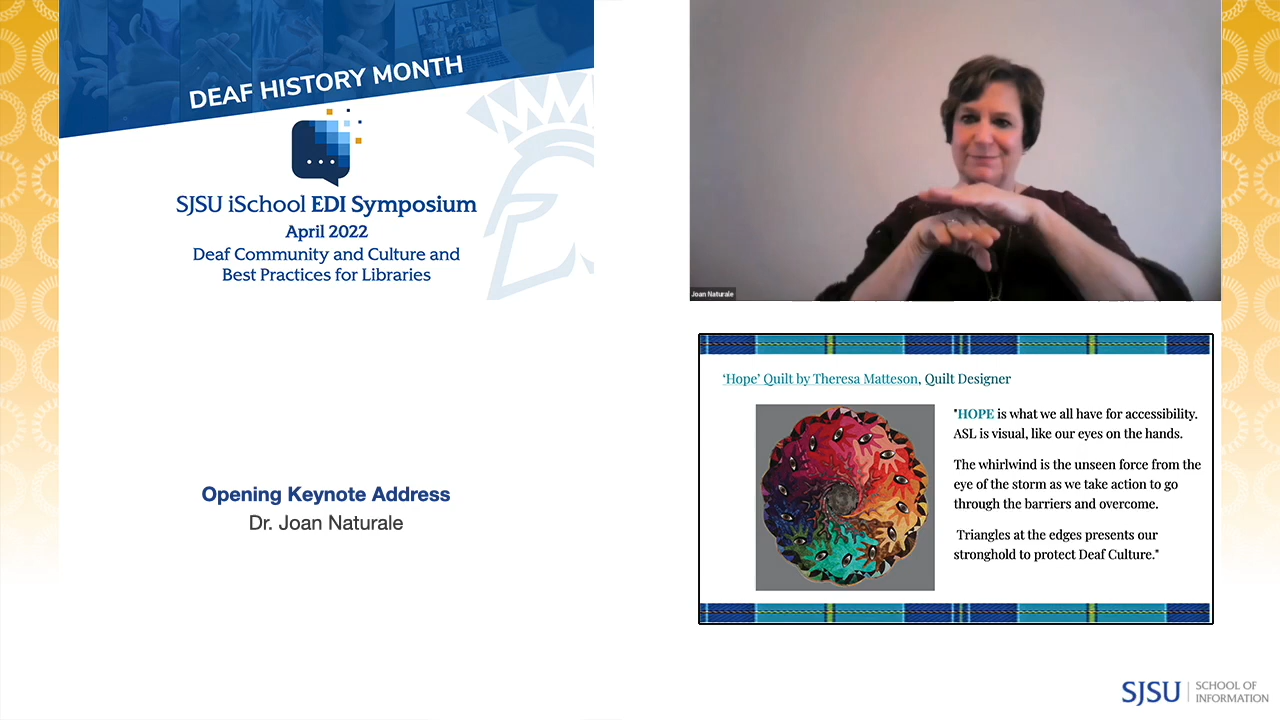 DEAF HISTORY MONTH
SJSU iSchool EDI Symposium
April 2022
Deaf Community and Culture and
Best Practices for Libraries
Opening Keynote Address
Dr. Joan Naturale
Joan Naturale
‘Hope’ Quilt by Theresa Matteson, Quilt Designer
"HOPE is what we all have for accessibility.
ASL is visual, like our eyes on the hands.
The whirlwind is the unseen force from the
eye of the storm as we take action to go
through the barriers and overcome.
Triangles at the edges presents our
stronghold to protect Deaf Culture."
SJSU SCHOOL OF
INFORMATION